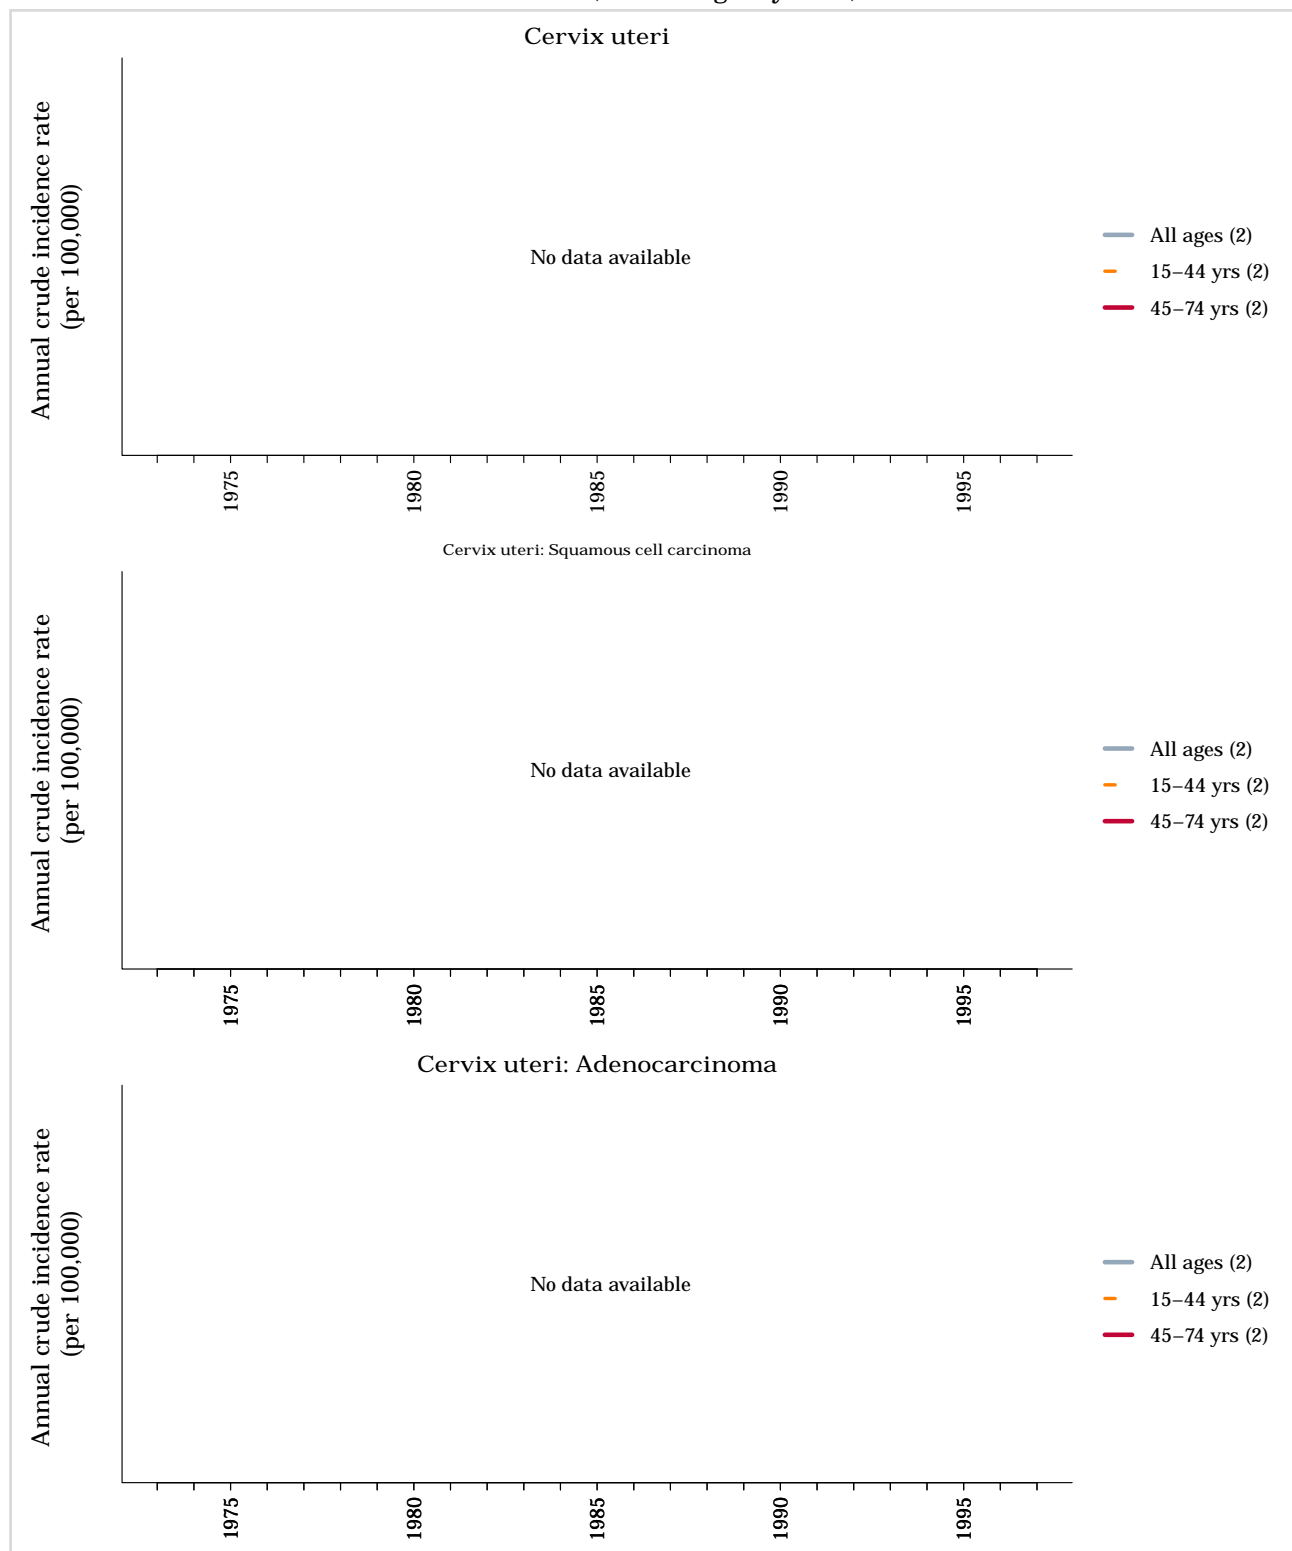 Cervix uteri
Annual crude incidence rate
(per 100,000)
No data available
All ages (2)
15–44 yrs (2)
45–74 yrs (2)
1975
1980
1985
1990
1995
Cervix uteri: Squamous cell carcinoma
Annual crude incidence rate
(per 100,000)
No data available
All ages (2)
15–44 yrs (2)
45–74 yrs (2)
1975
1980
1985
1990
1995
Cervix uteri: Adenocarcinoma
Annual crude incidence rate
(per 100,000)
No data available
All ages (2)
15–44 yrs (2)
45–74 yrs (2)
1975
1980
1985
1990
1995